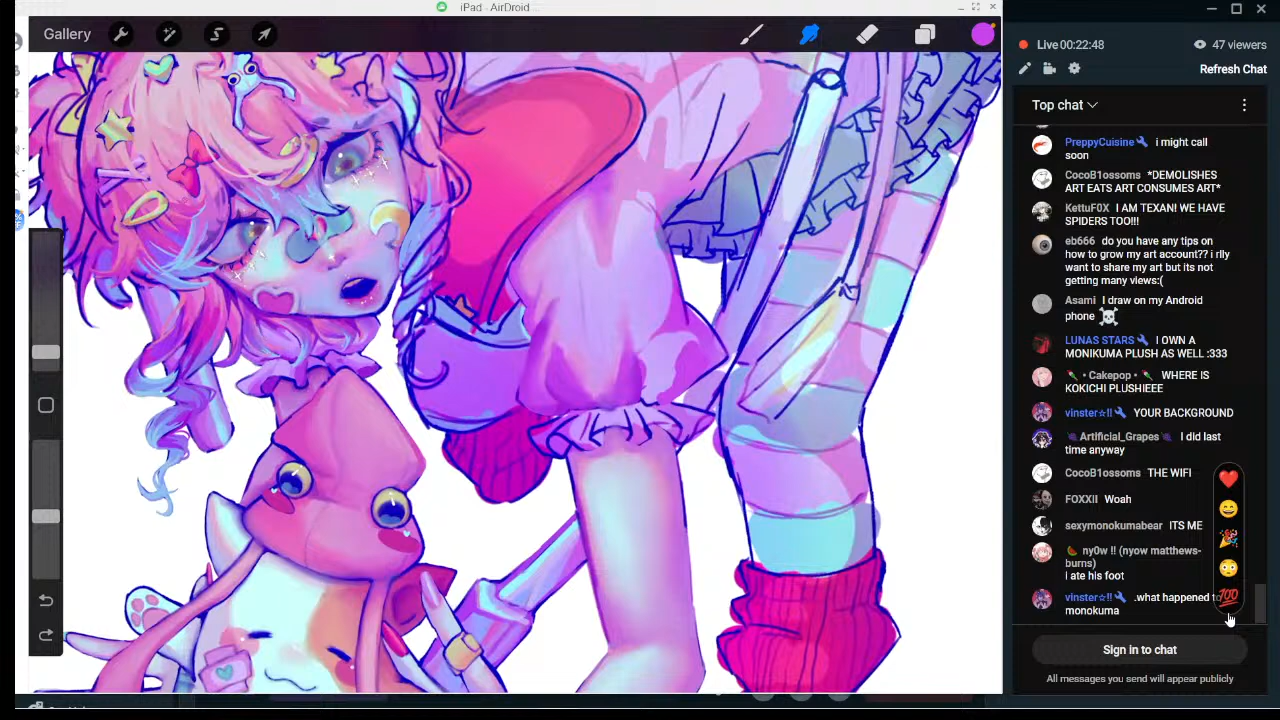 iPad - AirDroid
Gallery
Live 00:22:48
47 viewers
Refresh Chat
Top chat
PreppyCuisine i might call
soon
CocoB1ossoms *DEMOLISHES
ART EATS ART CONSUMES ART*
KettuF0X I AM TEXAN! WE HAVE
SPIDERS TOO!!!
eb666 do you have any tips on
how to grow my art account?? i rlly
want to share my art but its not
getting many views:(
Asami I draw on my Android
phone ☠️
LUNAS STARS I OWN A
MONIKUMA PLUSH AS WELL :333
• Cakepop • WHERE IS
KOKICHI PLUSHIEEE
vinster☆!! YOUR BACKGROUND
Artificial_Grapes I did last
time anyway
CocoB1ossoms THE WIFI
FOXXII Woah
sexymonokumabear ITS ME
🍉 ny0w !! (nyow matthews-
burns)
i ate his foot
vinster☆!! .what happened to
monokuma
Sign in to chat
All messages you send will appear publicly